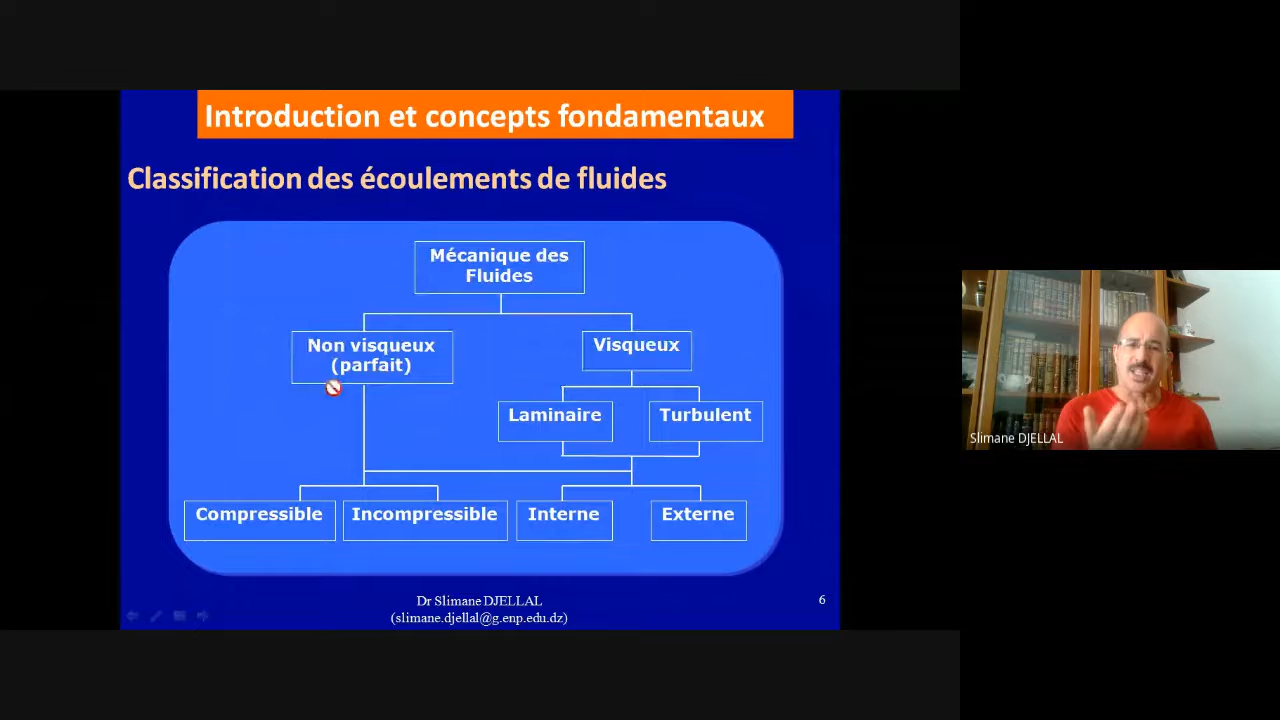 Introduction et concepts fondamentaux
Classification des écoulements de fluides
Mécanique des
Fluides
Non visqueux
(parfait)
Visqueux
Laminaire
Turbulent
Compressible
Incompressible
Interne
Externe
Dr Slimane DJELLAL
(slimane.djellal@g.enp.edu.dz)
6
Slimane DJELLAL